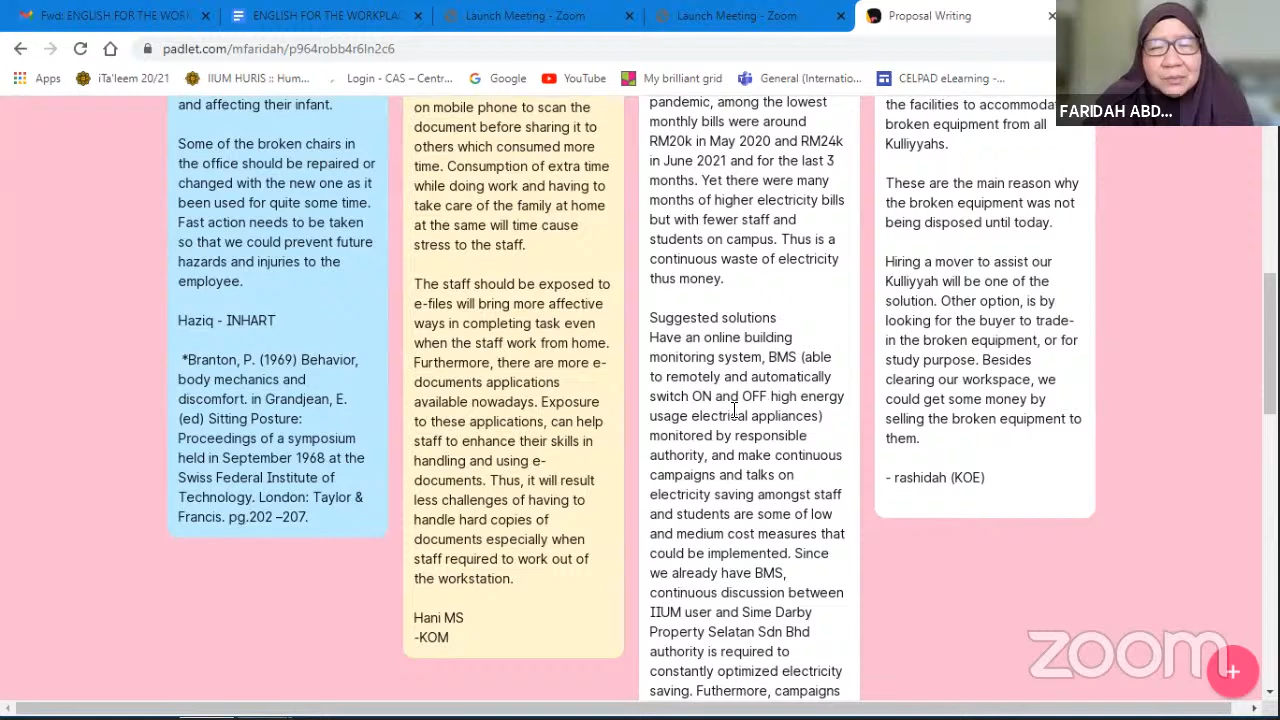 Fwd: ENGLISH FOR THE WORK
ENGLISH FOR THE WORKPLAC
Launch Meeting - Zoom
Launch Meeting - Zoom
Proposal Writing
padlet.com/mfaridah/p964robb4r6ln2c6
Apps
iTa'leem 20/21
IIUM HURIS :: Hum...
Login - CAS – Centr...
Google
YouTube
My brilliant grid
General (Internatio...
CELPAD eLearning -...
FARIDAH ABD...
and affecting their infant.
Some of the broken chairs in
the office should be repaired or
changed with the new one as it
been used for quite some time.
Fast action needs to be taken
so that we could prevent future
hazards and injuries to the
employee.
Haziq - INHART
*Branton, P. (1969) Behavior,
body mechanics and
discomfort. in Grandjean, E.
(ed) Sitting Posture:
Proceedings of a symposium
held in September 1968 at the
Swiss Federal Institute of
Technology. London: Taylor &
Francis. pg.202 –207.
on mobile phone to scan the
document before sharing it to
others which consumed more
time. Consumption of extra time
while doing work and having to
take care of the family at home
at the same will time cause
stress to the staff.
The staff should be exposed to
e-files will bring more affective
ways in completing task even
when the staff work from home.
Furthermore, there are more e-
documents applications
available nowadays. Exposure
to these applications, can help
staff to enhance their skills in
handling and using e-
documents. Thus, it will result
less challenges of having to
handle hard copies of
documents especially when
staff required to work out of
the workstation.
Hani MS
-KOM
pandemic, among the lowest
monthly bills were around
RM20k in May 2020 and RM24k
in June 2021 and for the last 3
months. Yet there were many
months of higher electricity bills
but with fewer staff and
students on campus. Thus is a
continuous waste of electricity
thus money.
Suggested solutions
Have an online building
monitoring system, BMS (able
to remotely and automatically
switch ON and OFF high energy
usage electrical appliances)
monitored by responsible
authority, and make continuous
campaigns and talks on
electricity saving amongst staff
and students are some of low
and medium cost measures that
could be implemented. Since
we already have BMS,
continuous discussion between
IIUM user and Sime Darby
Property Selatan Sdn Bhd
authority is required to
constantly optimized electricity
saving. Futhermore, campaigns
the facilities to accommoda
broken equipment from all
Kulliyyahs.
These are the main reason why
the broken equipment was not
being disposed until today.
Hiring a mover to assist our
Kulliyyah will be one of the
solution. Other option, is by
looking for the buyer to trade-
in the broken equipment, or for
study purpose. Besides
clearing our workspace, we
could get some money by
selling the broken equipment to
them.
- rashidah (KOE)
zoom